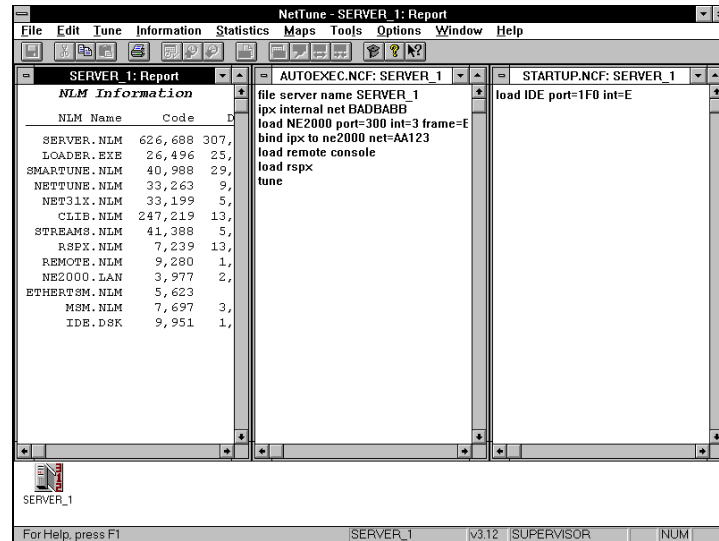 NetTune - SERVER_1: Report
File Edit Tune Information Statistics Maps Tools Options Window Help
SERVER_1: Report
NLM Information
NLM Name Code D
SERVER.NLM 626,688 307,
LOADER.EXE 26,496 25,
SMARTUNE.NLM 40,988 29,
NETTUNE.NLM 33,263 9,
NET31X.NLM 33,199 5,
CLIB.NLM 247,219 13,
STREAMS.NLM 41,388 5,
RSPX.NLM 7,239 13,
REMOTE.NLM 9,280 1,
NE2000.LAN 3,977 2,
ETHERTSM.NLM 5,623
MSM.NLM 7,697 3,
IDE.DSK 9,951 1,
AUTOEXEC.NCF: SERVER_1
file server name SERVER_1
ipx internal net BADBABB
load NE2000 port=300 int=3 frame=E
bind ipx to ne2000 net=AA123
load remote console
load rspx
tune
STARTUP.NCF: SERVER_1
load IDE port=1F0 int=E
SERVER_1
For Help, press F1 SERVER_1 v3.12 SUPERVISOR NUM